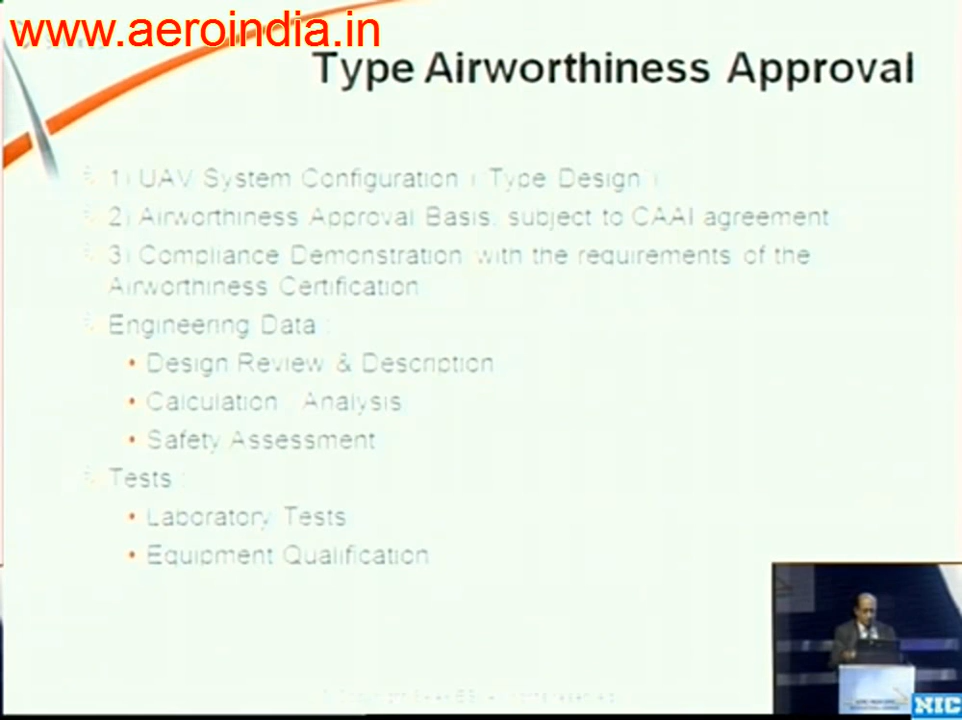 www.aeroindia.in
Type Airworthiness Approval
1) UAV System Configuration ( Type Design )
2) Airworthiness Approval Basis, subject to CAAI agreement
3) Compliance Demonstration with the requirements of the
Airworthiness Certification
Engineering Data :
• Design Review & Description
• Calculation , Analysis
• Safety Assessment
Tests :
• Laboratory Tests
• Equipment Qualification
NIC